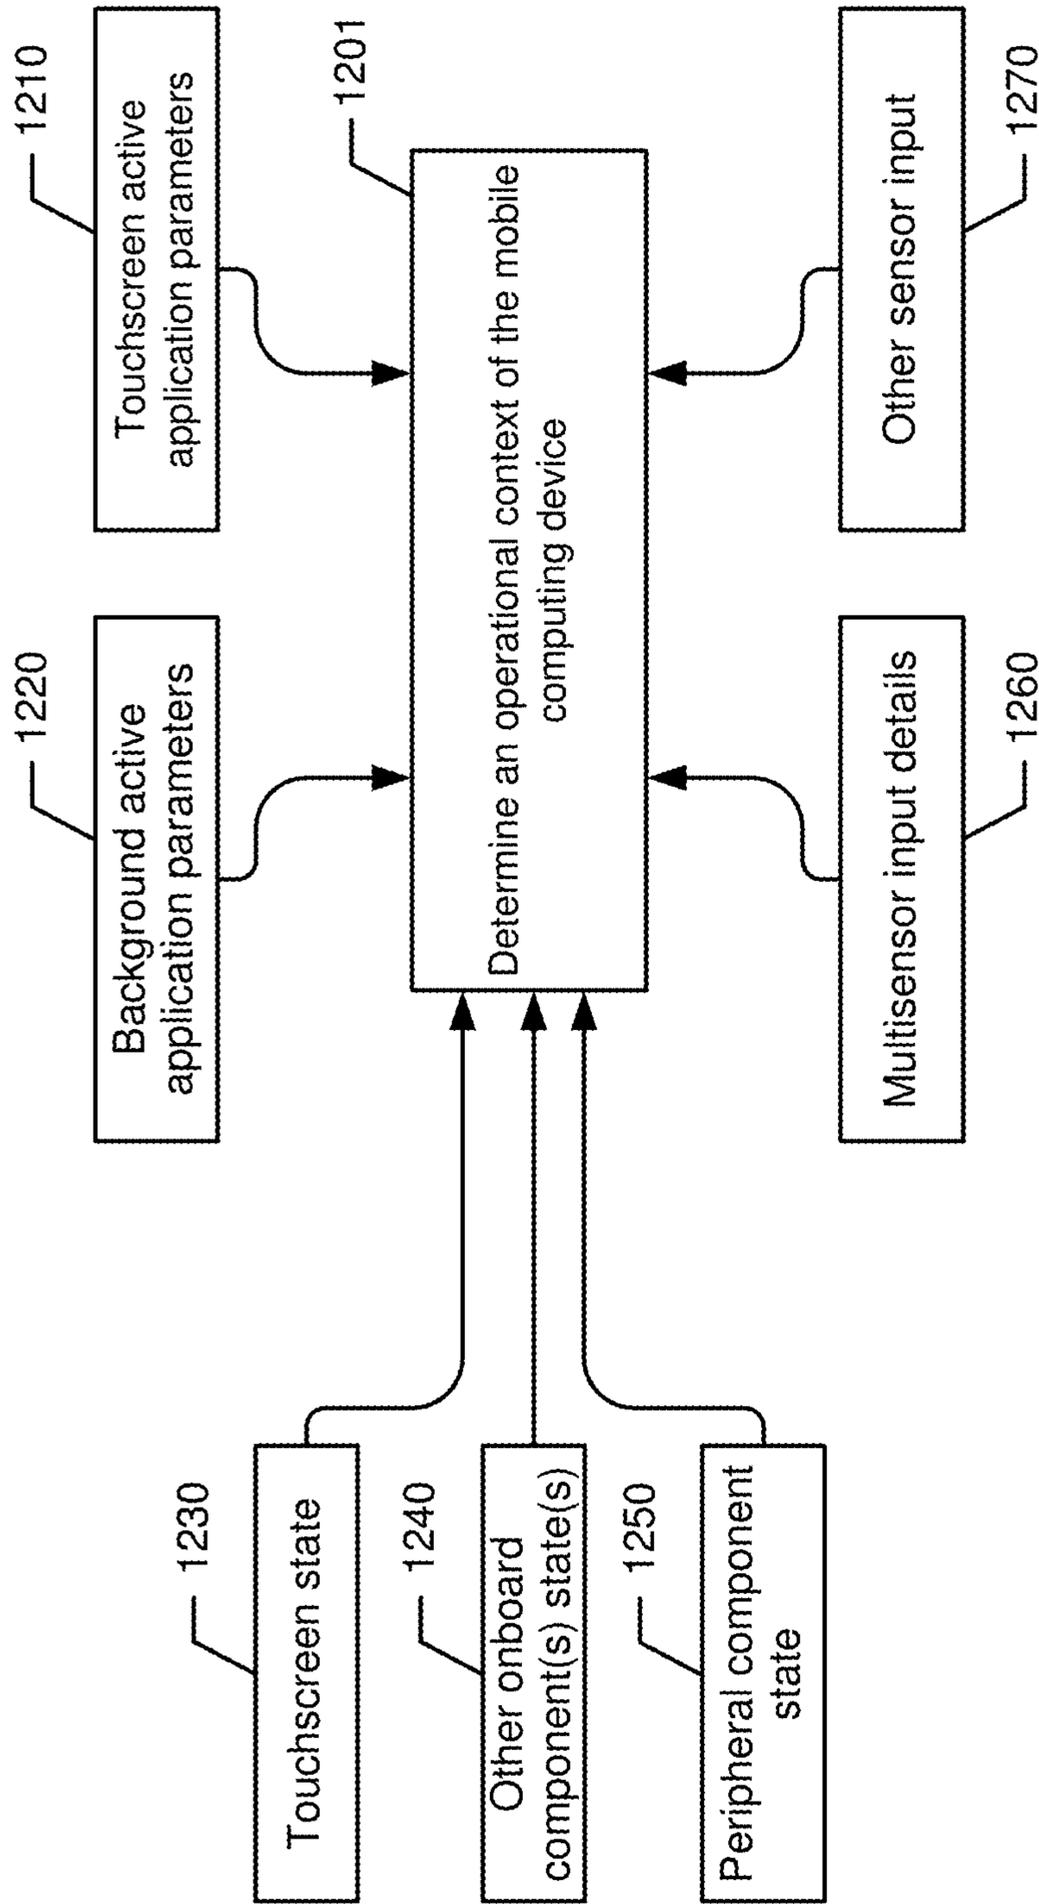 1230
Touchscreen state
1240
Other onboard
component(s) state(s)
1250
Peripheral component
state
1220
Background active
application parameters
1210
Touchscreen active
application parameters
1201
Determine an operational context of the mobile
computing device
Multisensor input details
1260
Other sensor input
1270